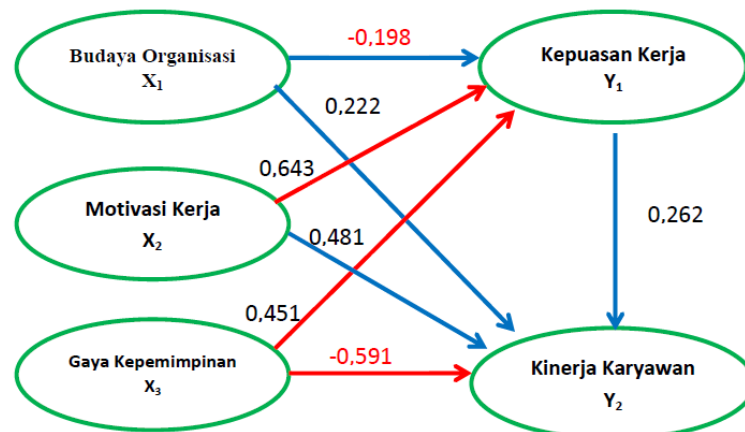 Budaya Organisasi
X₁
-0,198
Kepuasan Kerja
Y₁
0,222
0,643
Motivasi Kerja
X₂
0,481
0,262
0,451
Gaya Kepemimpinan
X₃
-0,591
Kinerja Karyawan
Y₂